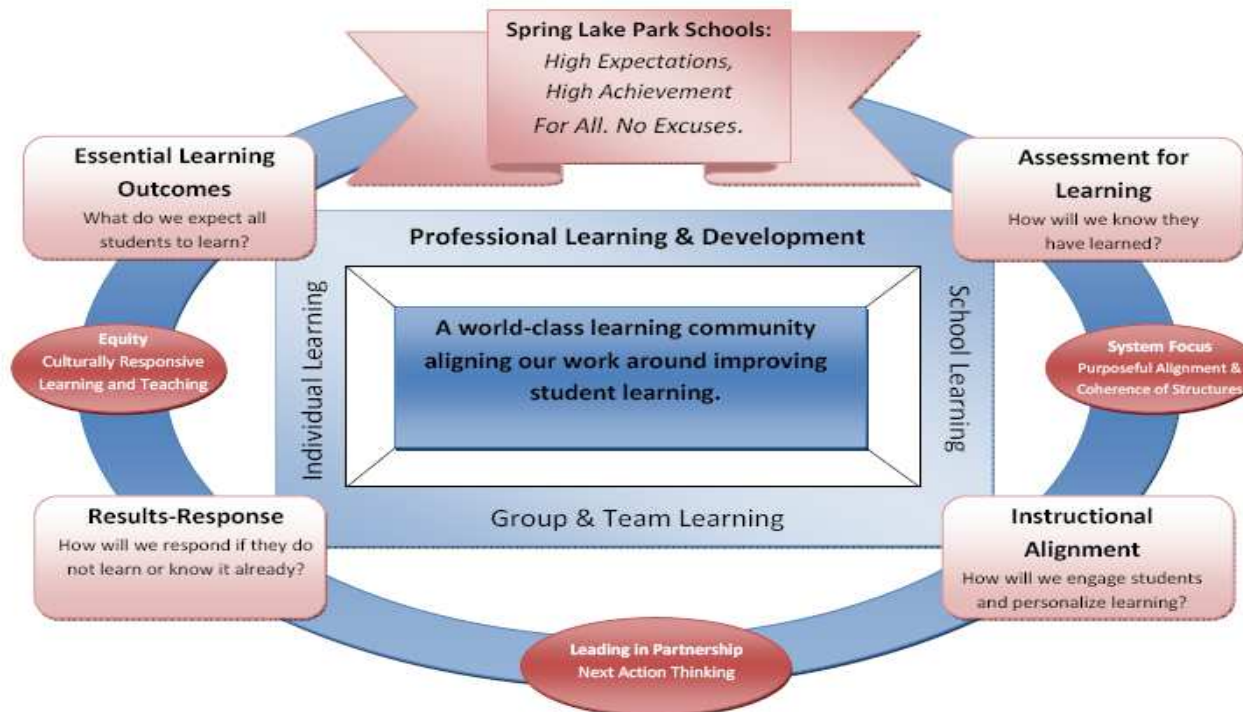 Spring Lake Park Schools:
High Expectations,
High Achievement
For All. No Excuses.
Essential Learning
Outcomes
What do we expect all
students to learn?
Assessment for
Learning
How will we know they
have learned?
Professional Learning & Development
Individual Learning
A world-class learning community
aligning our work around improving
student learning.
School Learning
Equity
Culturally Responsive
Learning and Teaching
System Focus
Purposeful Alignment &
Coherence of Structures
Group & Team Learning
Results-Response
How will we respond if they do
not learn or know it already?
Instructional
Alignment
How will we engage students
and personalize learning?
Leading in Partnership
Next Action Thinking